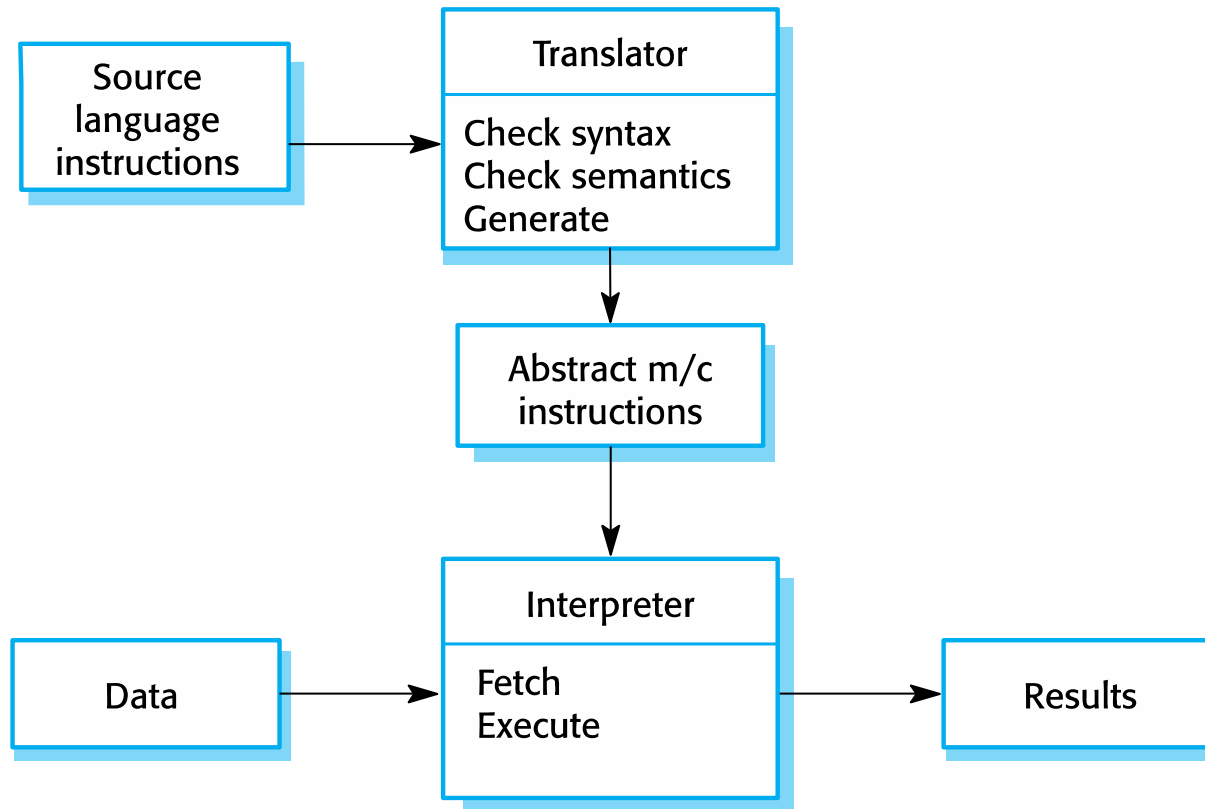 Source
language
instructions
Translator
Check syntax
Check semantics
Generate
Abstract m/c
instructions
Interpreter
Fetch
Execute
Data
Results